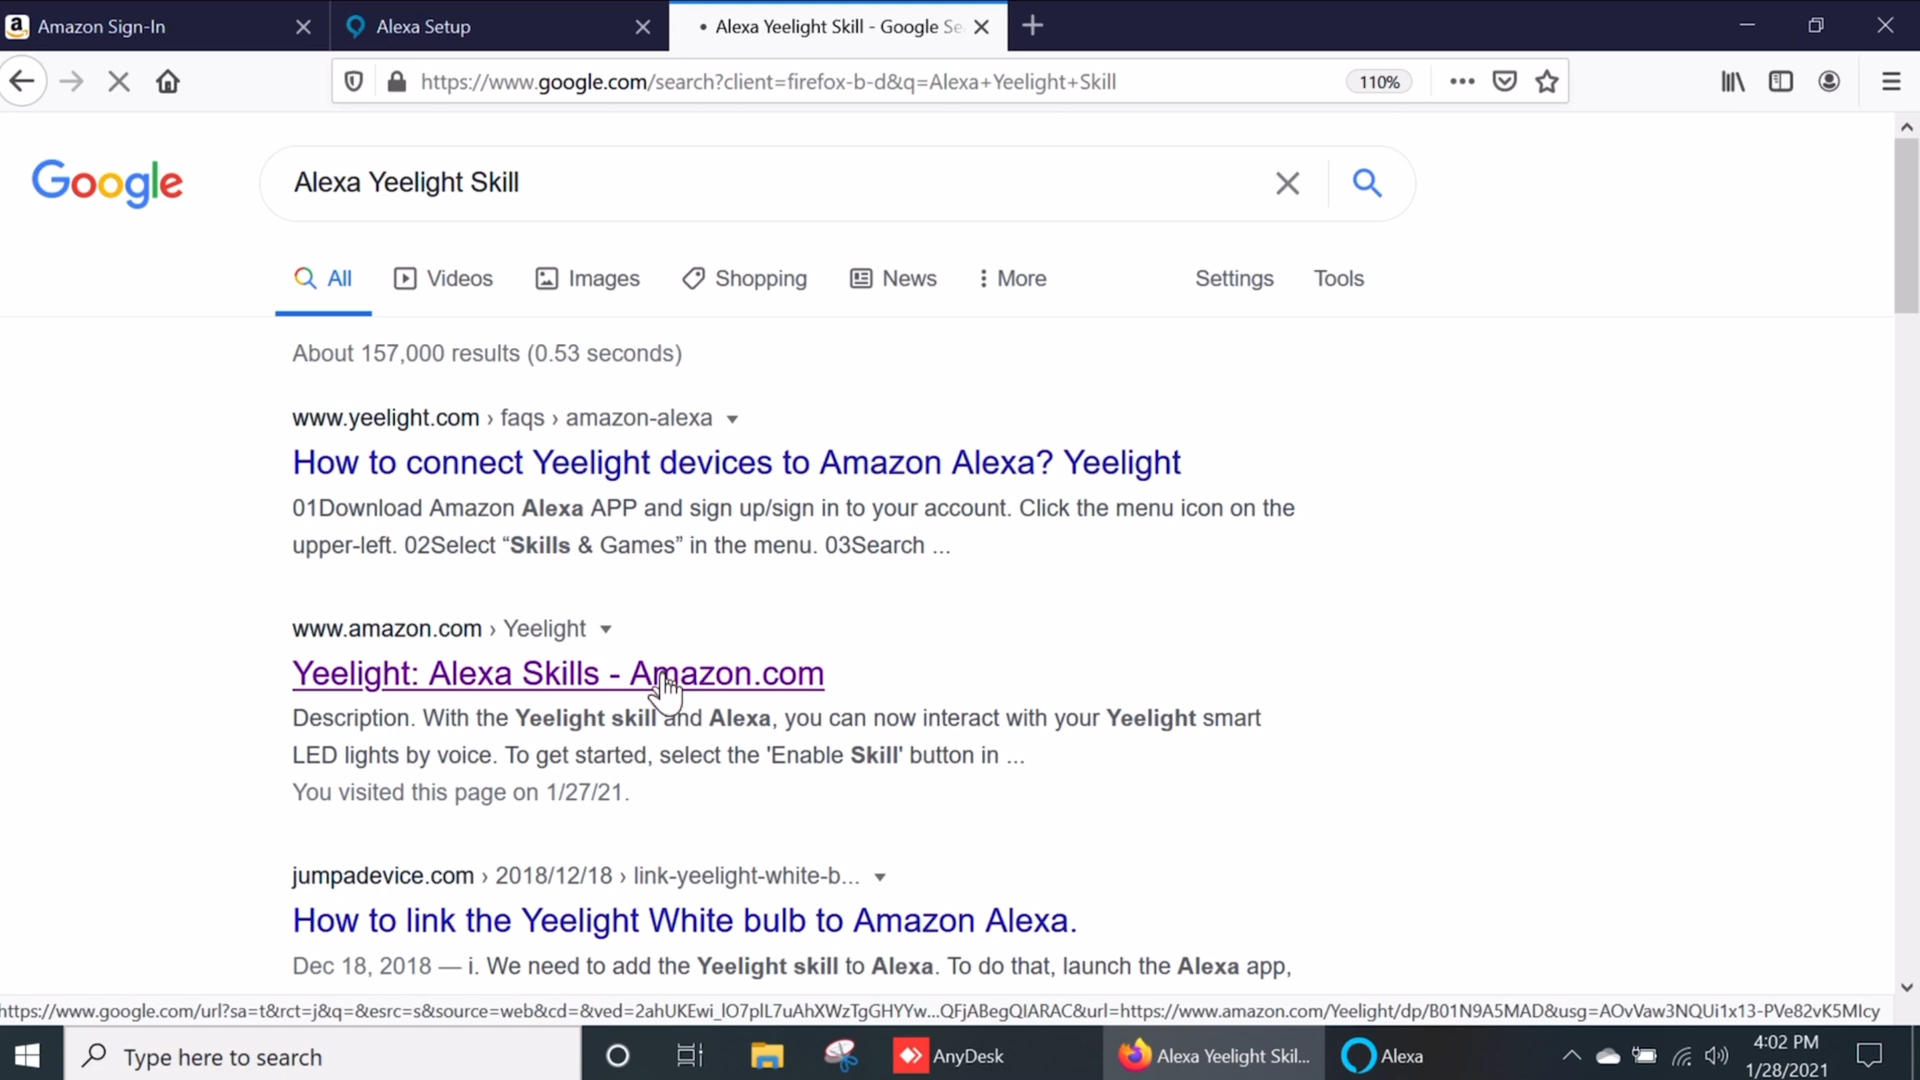 Amazon Sign-In
Alexa Setup
• Alexa Yeelight Skill - Google Se
https://www.google.com/search?client=firefox-b-d&q=Alexa+Yeelight+Skill
110%
Google
Alexa Yeelight Skill
All
Videos
Images
Shopping
News
More
Settings
Tools
About 157,000 results (0.53 seconds)
www.yeelight.com › faqs › amazon-alexa
How to connect Yeelight devices to Amazon Alexa? Yeelight
01Download Amazon Alexa APP and sign up/sign in to your account. Click the menu icon on the
upper-left. 02Select “Skills & Games” in the menu. 03Search ...
www.amazon.com › Yeelight
Yeelight: Alexa Skills - Amazon.com
Description. With the Yeelight skill and Alexa, you can now interact with your Yeelight smart
LED lights by voice. To get started, select the 'Enable Skill' button in ...
You visited this page on 1/27/21.
jumpadevice.com › 2018/12/18 › link-yeelight-white-b...
How to link the Yeelight White bulb to Amazon Alexa.
Dec 18, 2018 — i. We need to add the Yeelight skill to Alexa. To do that, launch the Alexa app,
https://www.google.com/url?sa=t&rct=j&q=&esrc=s&source=web&cd=&ved=2ahUKEwi_lO7plL7uAhXWzTgGHYYw...QFjABegQIARAC&url=https://www.amazon.com/Yeelight/dp/B01N9A5MAD&usg=AOvVaw3NQUi1x13-PVe82vK5MIcy
Type here to search
AnyDesk
Alexa Yeelight Skil...
Alexa
4:02 PM
1/28/2021